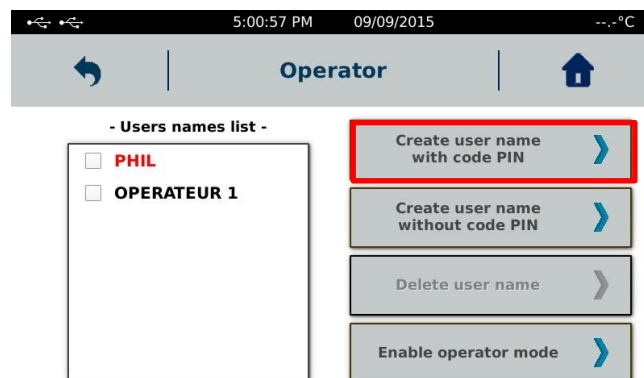 5:00:57 PM 09/09/2015 --.-°C
Operator
- Users names list -
PHIL
OPERATEUR 1
Create user name
with code PIN
Create user name
without code PIN
Delete user name
Enable operator mode